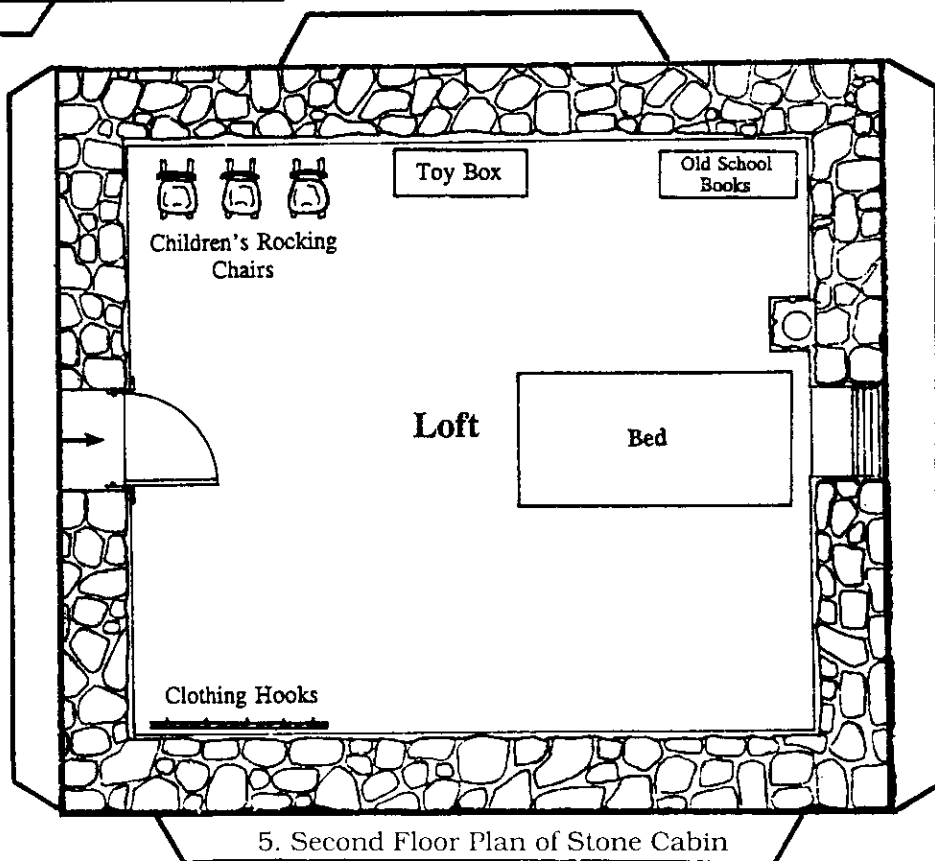 Toy Box
Old School
Books
Children's Rocking
Chairs
Loft
Bed
Clothing Hooks
5. Second Floor Plan of Stone Cabin